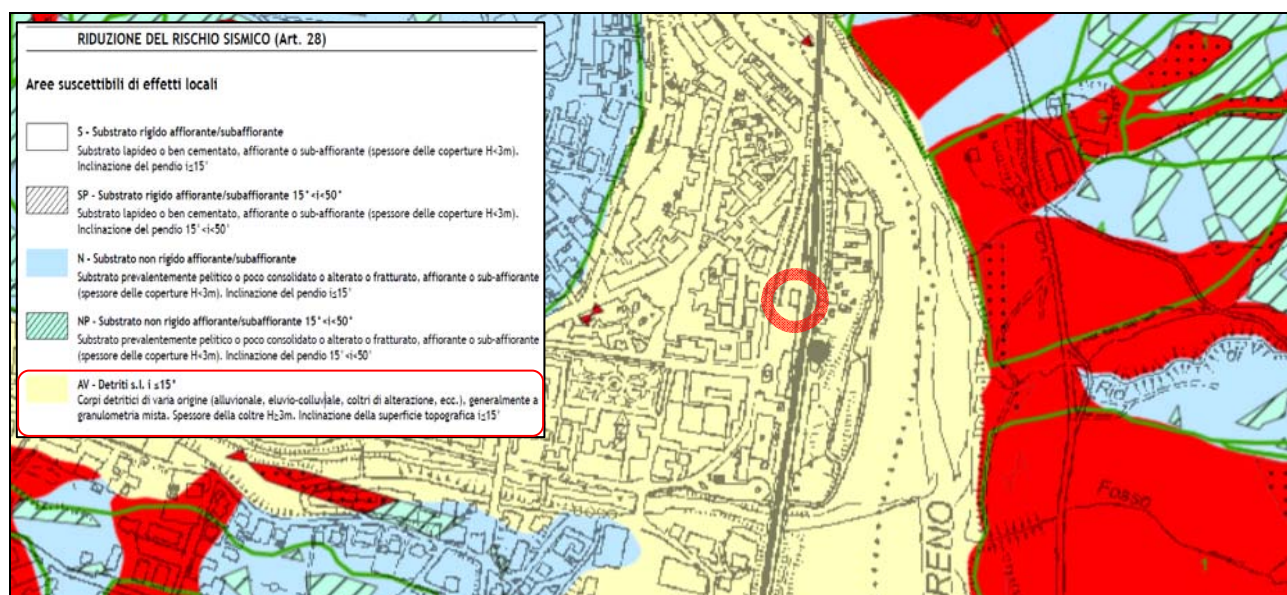 RIDUZIONE DEL RISCHIO SISMICO (Art. 28)
Aree suscettibili di effetti locali
S - Substrato rigido affiorante/subaffiorante
Substrato lapideo o ben cementato, affiorante o sub-affiorante (spessore delle coperture H<3m).
Inclinazione del pendio i≤15°
SP - Substrato rigido affiorante/subaffiorante 15°<i<50°
Substrato lapideo o ben cementato, affiorante o sub-affiorante (spessore delle coperture H<3m).
Inclinazione del pendio 15°<i<50°
N - Substrato non rigido affiorante/subaffiorante
Substrato prevalentemente pelitico o poco consolidato o alterato o fratturato, affiorante o sub-affiorante
(spessore delle coperture H<3m). Inclinazione del pendio i≤15°
NP - Substrato non rigido affiorante/subaffiorante 15°<i<50°
Substrato prevalentemente pelitico o poco consolidato o alterato o fratturato, affiorante o sub-affiorante
(spessore delle coperture H<3m). Inclinazione del pendio 15°<i<50°
AV - Detriti s.l. i ≤15°
Corpi detritici di varia origine (alluvionale, eluvio-colluviale, coltri di alterazione, ecc.), generalmente a
granulometria mista. Spessore della coltre H≥3m. Inclinazione della superficie topografica i≤15°
di
Rio
Fosso
RENO